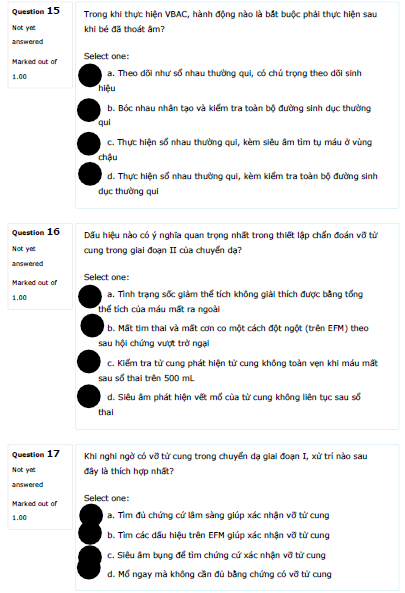 Question 15
Not yet
answered
Marked out of
1.00
Trong khi thực hiện VBAC, hành động nào là bắt buộc phải thực hiện sau
khi bé đã thoát âm?
Select one:
a. Theo dõi như sổ nhau thường qui, có chú trọng theo dõi sinh
hiệu
b. Bóc nhau nhân tạo và kiểm tra toàn bộ đường sinh dục thường
qui
c. Thực hiện sổ nhau thường qui, kèm siêu âm tìm tụ máu ở vùng
chậu
d. Thực hiện sổ nhau thường qui, kèm kiểm tra toàn bộ đường sinh
dục thường qui
Question 16
Not yet
answered
Marked out of
1.00
Dấu hiệu nào có ý nghĩa quan trọng nhất trong thiết lập chẩn đoán vỡ tử
cung trong giai đoạn II của chuyển dạ?
Select one:
a. Tình trạng sốc giảm thể tích không giải thích được bằng tổng
thể tích của máu mất ra ngoài
b. Mất tim thai và mất cơn co một cách đột ngột (trên EFM) theo
sau hội chứng vượt trở ngại
c. Kiểm tra tử cung phát hiện tử cung không toàn vẹn khi máu mất
sau sổ thai trên 500 mL
d. Siêu âm phát hiện vết mổ của tử cung không liên tục sau sổ
thai
Question 17
Not yet
answered
Marked out of
1.00
Khi nghi ngờ có vỡ tử cung trong chuyển dạ giai đoạn I, xử trí nào sau
đây là thích hợp nhất?
Select one:
a. Tìm đủ chứng cứ lâm sàng giúp xác nhận vỡ tử cung
b. Tìm các dấu hiệu trên EFM giúp xác nhận vỡ tử cung
c. Siêu âm bụng để tìm chứng cứ xác nhận vỡ tử cung
d. Mổ ngay mà không cần đủ bằng chứng có vỡ tử cung